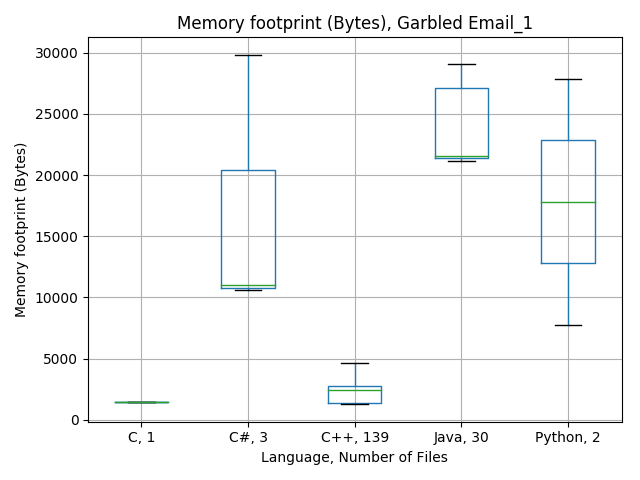 Memory footprint (Bytes), Garbled Email_1
Memory footprint (Bytes)
30000
25000
20000
15000
10000
5000
0
C, 1
C#, 3
C++, 139
Java, 30
Python, 2
Language, Number of Files